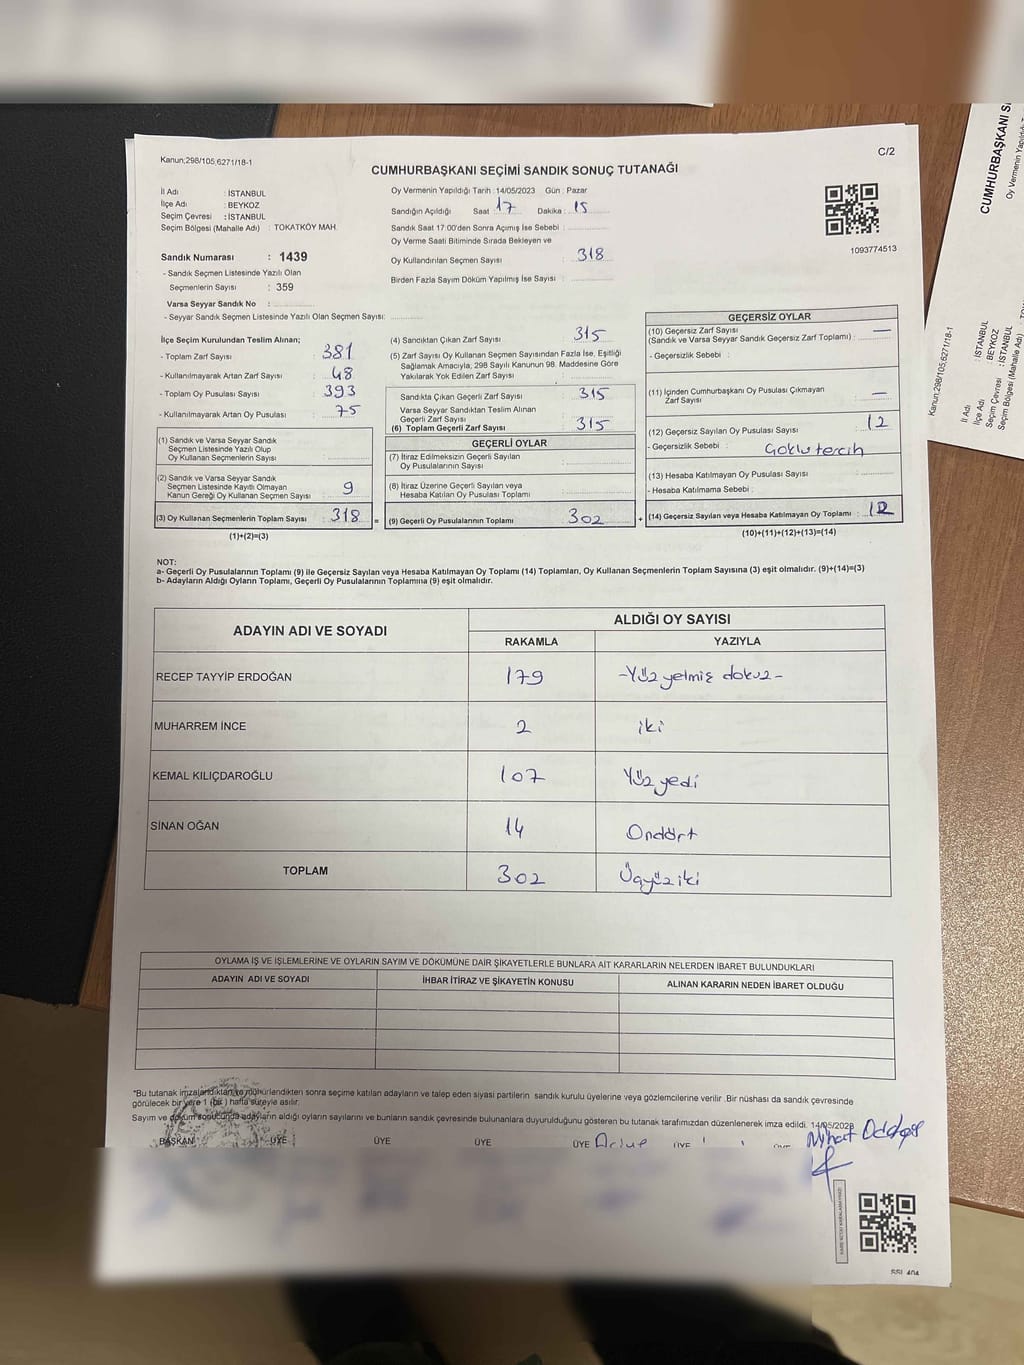 Kanun,298/105,6271/18-1
C/2
CUMHURBAŞKANI SEÇİMİ SANDIK SONUÇ TUTANAĞI
İl Adı : İSTANBUL
İlçe Adı : BEYKOZ
Seçim Çevresi : İSTANBUL
Seçim Bölgesi (Mahalle Adı) : TOKATKÖY MAH.
Sandık Numarası : 1439
- Sandık Seçmen Listesinde Yazılı Olan
Seçmenlerin Sayısı : 359
Varsa Seyyar Sandık No :
- Seyyar Sandık Seçmen Listesinde Yazılı Olan Seçmen Sayısı:
Oy Vermenin Yapıldığı Tarih : 14/05/2023 Gün : Pazar
Sandığın Açıldığı Saat : 17 Dakika : 15
Sandık Saat 17:00'den Sonra Açımış İse Sebebi :
Oy Verme Saati Bitiminde Sırada Bekleyen ve
Oy Kullandırılan Seçmen Sayısı : 318
Birden Fazla Sayım Döküm Yapılmış İse Sayısı :
1093774513
İlçe Seçim Kurulundan Teslim Alınan;
- Toplam Zarf Sayısı : 381
- Kullanılmayarak Artan Zarf Sayısı : 48
- Toplam Oy Pusulası Sayısı : 393
- Kullanılmayarak Artan Oy Pusulası : 75
(1) Sandık ve Varsa Seyyar Sandık
Seçmen Listesinde Yazılı Olup
Oy Kullanan Seçmenlerin Sayısı :
(2) Sandık ve Varsa Seyyar Sandık
Seçmen Listesinde Kayıtlı Olmayan
Kanun Gereği Oy Kullanan Seçmen Sayısı : 9
(3) Oy Kullanan Seçmenlerin Toplam Sayısı : 318
(1)+(2)=(3)
(4) Sandıktan Çıkan Zarf Sayısı : 315
(5) Zarf Sayısı Oy Kullanan Seçmen Sayısından Fazla İse, Eşitliği
Sağlamak Amacıyla; 298 Sayılı Kanunun 98. Maddesine Göre
Yakılarak Yok Edilen Zarf Sayısı :
Sandıkta Çıkan Geçerli Zarf Sayısı : 315
Varsa Seyyar Sandıktan Teslim Alınan
Geçerli Zarf Sayısı :
(6) Toplam Geçerli Zarf Sayısı : 315
GEÇERLİ OYLAR
(7) İtiraz Edilmeksizin Geçerli Sayılan
Oy Pusulalarının Sayısı :
(8) İtiraz Üzerine Geçerli Sayılan veya
Hesaba Katılan Oy Pusulası Toplamı :
= (9) Geçerli Oy Pusulalarının Toplamı : 302
GEÇERSİZ OYLAR
(10) Geçersiz Zarf Sayısı
(Sandık ve Varsa Seyyar Sandık Geçersiz Zarf Toplamı) : —
- Geçersizlik Sebebi :
(11) İçinden Cumhurbaşkanı Oy Pusulası Çıkmayan
Zarf Sayısı : —
(12) Geçersiz Sayılan Oy Pusulası Sayısı : 12
- Geçersizlik Sebebi : Çoklu tercih
(13) Hesaba Katılmayan Oy Pusulası Sayısı :
- Hesaba Katılmama Sebebi :
+ (14) Geçersiz Sayılan veya Hesaba Katılmayan Oy Toplamı : 12
(10)+(11)+(12)+(13)=(14)
NOT:
a- Geçerli Oy Pusulalarının Toplamı (9) ile Geçersiz Sayılan veya Hesaba Katılmayan Oy Toplamı (14) Toplamları, Oy Kullanan Seçmenlerin Toplam Sayısına (3) eşit olmalıdır. (9)+(14)=(3)
b- Adayların Aldığı Oyların Toplamı, Geçerli Oy Pusulalarının Toplamına (9) eşit olmalıdır.
ADAYIN ADI VE SOYADI
ALDIĞI OY SAYISI
RAKAMLA YAZIYLA
RECEP TAYYİP ERDOĞAN 179 -Yüz yetmiş dokuz-
MUHARREM İNCE 2 iki
KEMAL KILIÇDAROĞLU 107 Yüz yedi
SİNAN OĞAN 14 Ondört
TOPLAM 302 Üçyüziki
OYLAMA İŞ VE İŞLEMLERİNE VE OYLARIN SAYIM VE DÖKÜMÜNE DAİR ŞİKAYETLERLE BUNLARA AİT KARARLARIN NELERDEN İBARET BULUNDUKLARI
ADAYIN ADI VE SOYADI İHBAR İTİRAZ VE ŞİKAYETİN KONUSU ALINAN KARARIN NEDEN İBARET OLDUĞU
*Bu tutanak imzalandıktan ve mühürlendikten sonra seçime katılan adayların ve talep eden siyasi partilerin sandık kurulu üyelerine veya gözlemcilerine verilir .Bir nüshası da sandık çevresinde
görülecek bir yere 1 (bir ) hafta süreyle asılır.
Sayım ve döküm sonucunda adayların aldığı oyların sayılarını ve bunların sandık çevresinde bulunanlara duyurulduğunu gösteren bu tutanak tarafımızdan düzenlenerek imza edildi. 14/05/2023
BAŞKAN ÜYE ÜYE ÜYE ÜYE ÜYE
CUMHURBAŞKANI S
Oy Vermenin Yapıldığı
Kanun,298/105,6271/18-1
İl Adı : İSTANBUL
İlçe Adı : BEYKOZ
Seçim Çevresi : İSTANBUL
Seçim Bölgesi (Mahalle Adı)